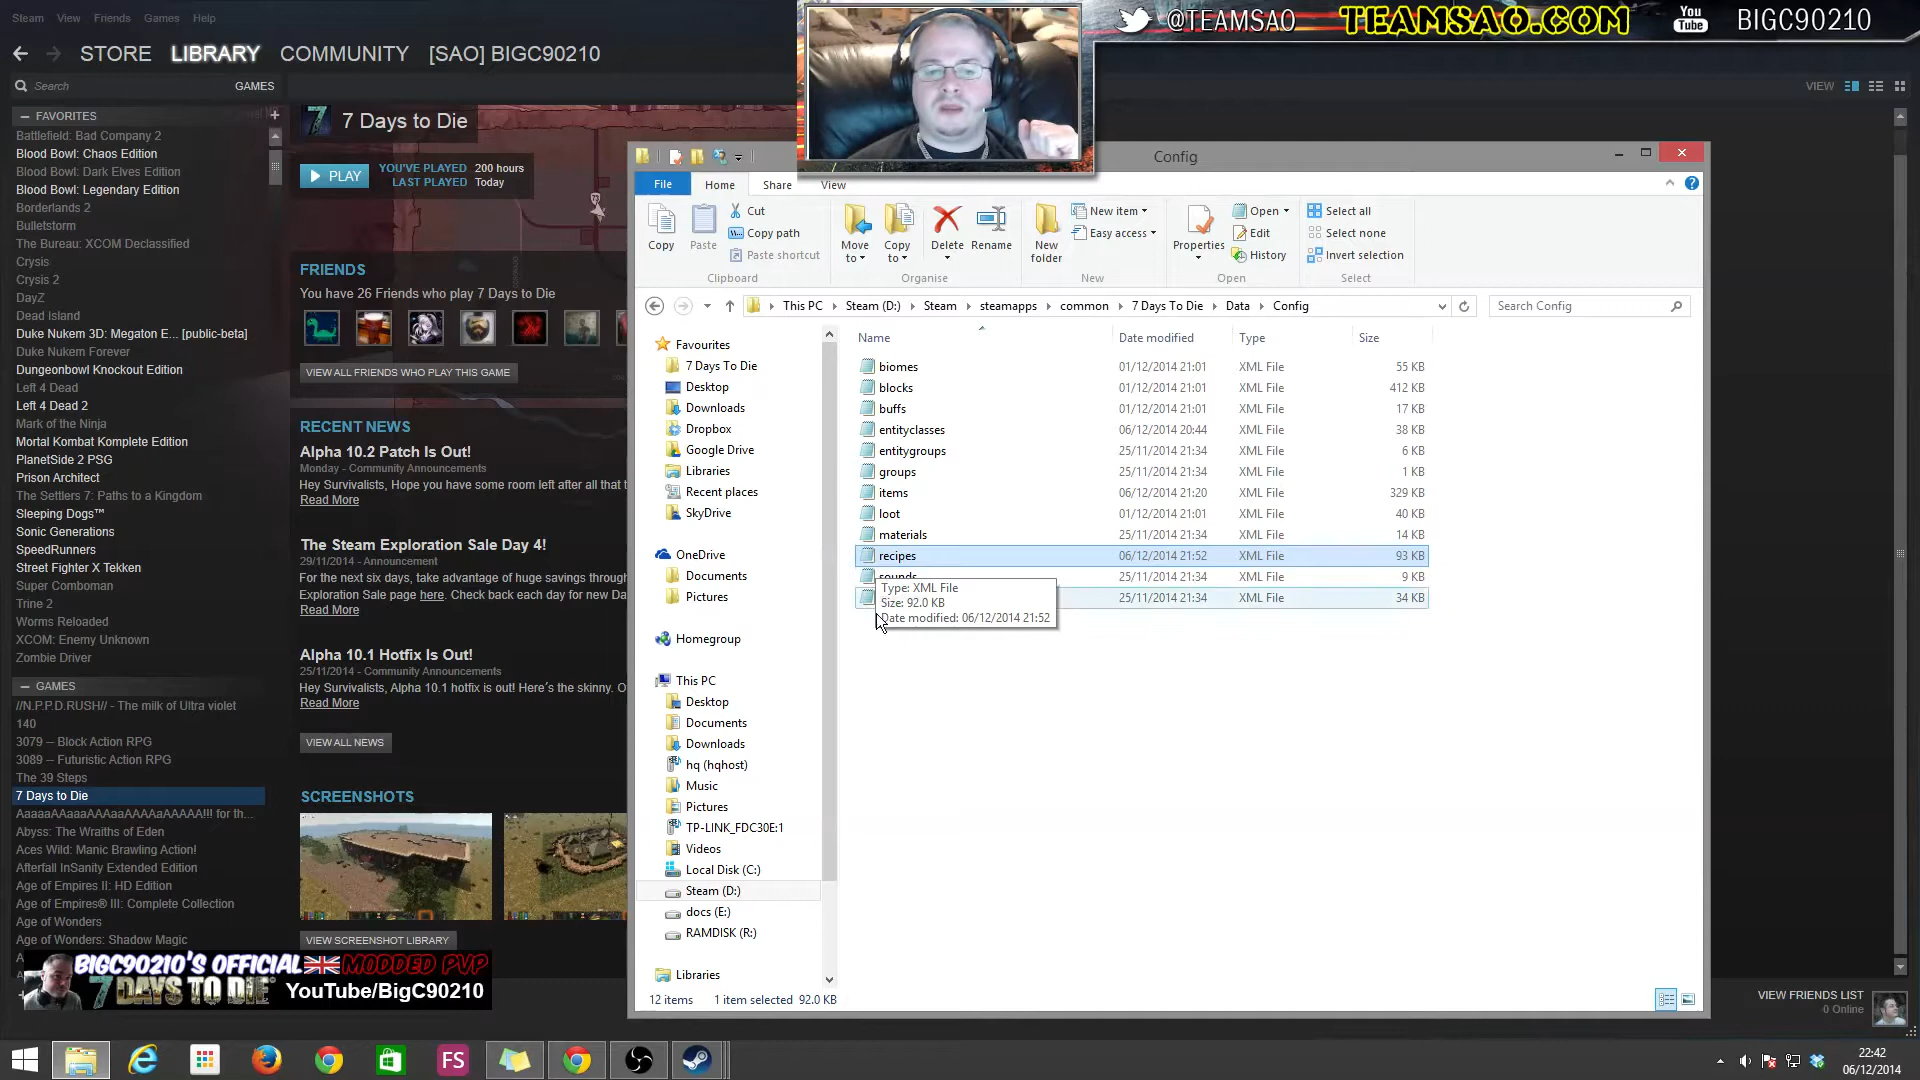 Steam View Friends Games Help
@TEAMSAO TEAMSAO.COM You Tube BIGC90210
STORE LIBRARY COMMUNITY [SAO] BIGC90210
Search GAMES
VIEW
FAVORITES
Battlefield: Bad Company 2
Blood Bowl: Chaos Edition
Blood Bowl: Dark Elves Edition
Blood Bowl: Legendary Edition
Borderlands 2
Bulletstorm
The Bureau: XCOM Declassified
Crysis
Crysis 2
DayZ
Dead Island
Duke Nukem 3D: Megaton E... [public-beta]
Duke Nukem Forever
Dungeonbowl Knockout Edition
Left 4 Dead
Left 4 Dead 2
Mark of the Ninja
Mortal Kombat Komplete Edition
PlanetSide 2 PSG
Prison Architect
The Settlers 7: Paths to a Kingdom
Sleeping Dogs™
Sonic Generations
SpeedRunners
Street Fighter X Tekken
Super Comboman
Trine 2
Worms Reloaded
XCOM: Enemy Unknown
Zombie Driver
GAMES
//N.P.P.D.RUSH// - The milk of Ultra violet
140
3079 -- Block Action RPG
3089 -- Futuristic Action RPG
The 39 Steps
7 Days to Die
AaaaaAAaaaAAAaaAAAAaAAAAA!!! for th...
Abyss: The Wraiths of Eden
Aces Wild: Manic Brawling Action!
Afterfall InSanity Extended Edition
Age of Empires II: HD Edition
Age of Empires® III: Complete Collection
Age of Wonders
Age of Wonders: Shadow Magic
7 Days to Die
PLAY
YOU'VE PLAYED 200 hours
LAST PLAYED Today
FRIENDS
You have 26 Friends who play 7 Days to Die
VIEW ALL FRIENDS WHO PLAY THIS GAME
RECENT NEWS
Alpha 10.2 Patch Is Out!
Monday - Community Announcements
Hey Survivalists, Hope you have some room left after all that t
Read More
The Steam Exploration Sale Day 4!
29/11/2014 - Announcement
For the next six days, take advantage of huge savings through
Exploration Sale page here. Check back each day for new Da
Read More
Alpha 10.1 Hotfix Is Out!
25/11/2014 - Community Announcements
Hey Survivalists, Alpha 10.1 hotfix is out! Here's the skinny. O
Read More
VIEW ALL NEWS
SCREENSHOTS
VIEW SCREENSHOT LIBRARY
BIGC90210'S OFFICIAL MODDED PVP
7 DAYS TO DIE YouTube/BigC90210
Config
File Home Share View
Copy Paste Cut
Copy path
Paste shortcut
Clipboard
Move to Copy to Delete Rename
Organise
New folder
New item
Easy access
New
Properties
Open
Edit
History
Open
Select all
Select none
Invert selection
Select
This PC Steam (D:) Steam steamapps common 7 Days To Die Data Config
Search Config
Favourites
7 Days To Die
Desktop
Downloads
Dropbox
Google Drive
Libraries
Recent places
SkyDrive
OneDrive
Documents
Pictures
Homegroup
This PC
Desktop
Documents
Downloads
hq (hqhost)
Music
Pictures
TP-LINK_FDC30E:1
Videos
Local Disk (C:)
Steam (D:)
docs (E:)
RAMDISK (R:)
Libraries
Name Date modified Type Size
biomes 01/12/2014 21:01 XML File 55 KB
blocks 01/12/2014 21:01 XML File 412 KB
buffs 01/12/2014 21:01 XML File 17 KB
entityclasses 06/12/2014 20:44 XML File 38 KB
entitygroups 25/11/2014 21:34 XML File 6 KB
groups 25/11/2014 21:34 XML File 1 KB
items 06/12/2014 21:20 XML File 329 KB
loot 01/12/2014 21:01 XML File 40 KB
materials 25/11/2014 21:34 XML File 14 KB
recipes 06/12/2014 21:52 XML File 93 KB
sounds 25/11/2014 21:34 XML File 9 KB
25/11/2014 21:34 XML File 34 KB
Type: XML File
Size: 92.0 KB
Date modified: 06/12/2014 21:52
12 items 1 item selected 92.0 KB
VIEW FRIENDS LIST
0 Online
FS
22:42
06/12/2014